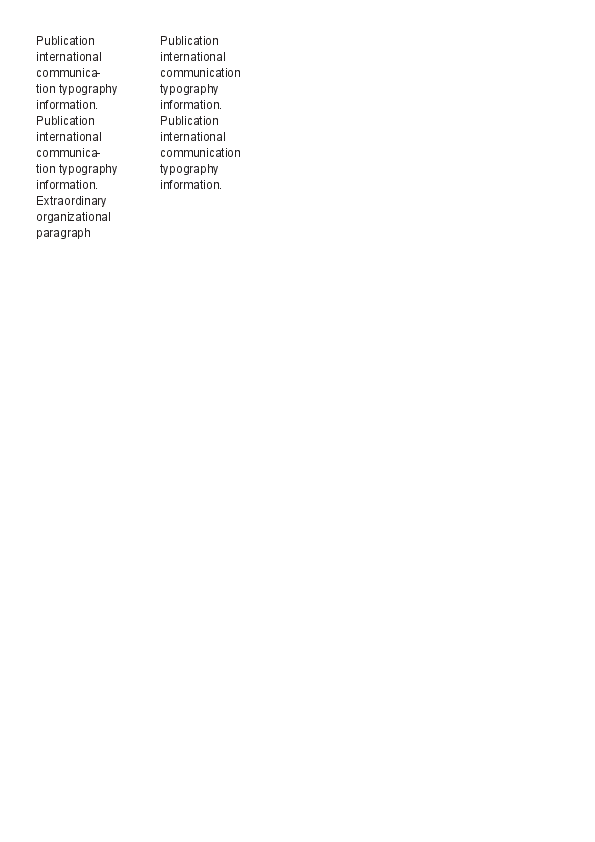 Publication
international
communica-
tion typography
information.
Publication
international
communica-
tion typography
information.
Extraordinary
organizational
paragraph
Publication
international
communication
typography
information.
Publication
international
communication
typography
information.